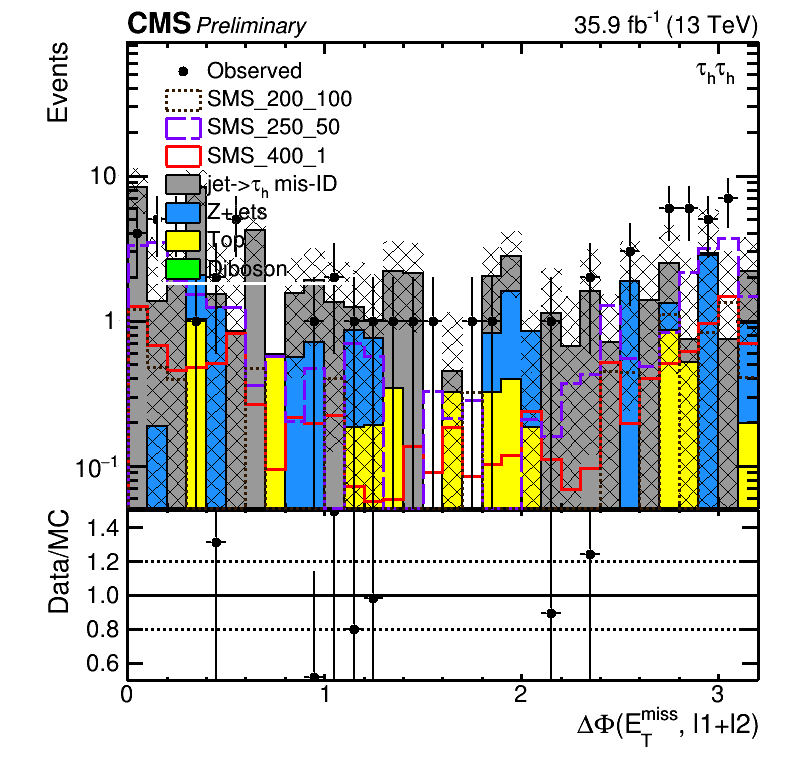 CMS Preliminary 35.9 fb⁻¹ (13 TeV)
Events
τₕτₕ
Observed
SMS_200_100
SMS_250_50
SMS_400_1
jet->τₕ mis-ID
Z+jets
Top
Diboson
10
1
10⁻¹
Data/MC
1.4
1.2
1.0
0.8
0.6
0 1 2 3
ΔΦ(E_T^miss, l1+l2)